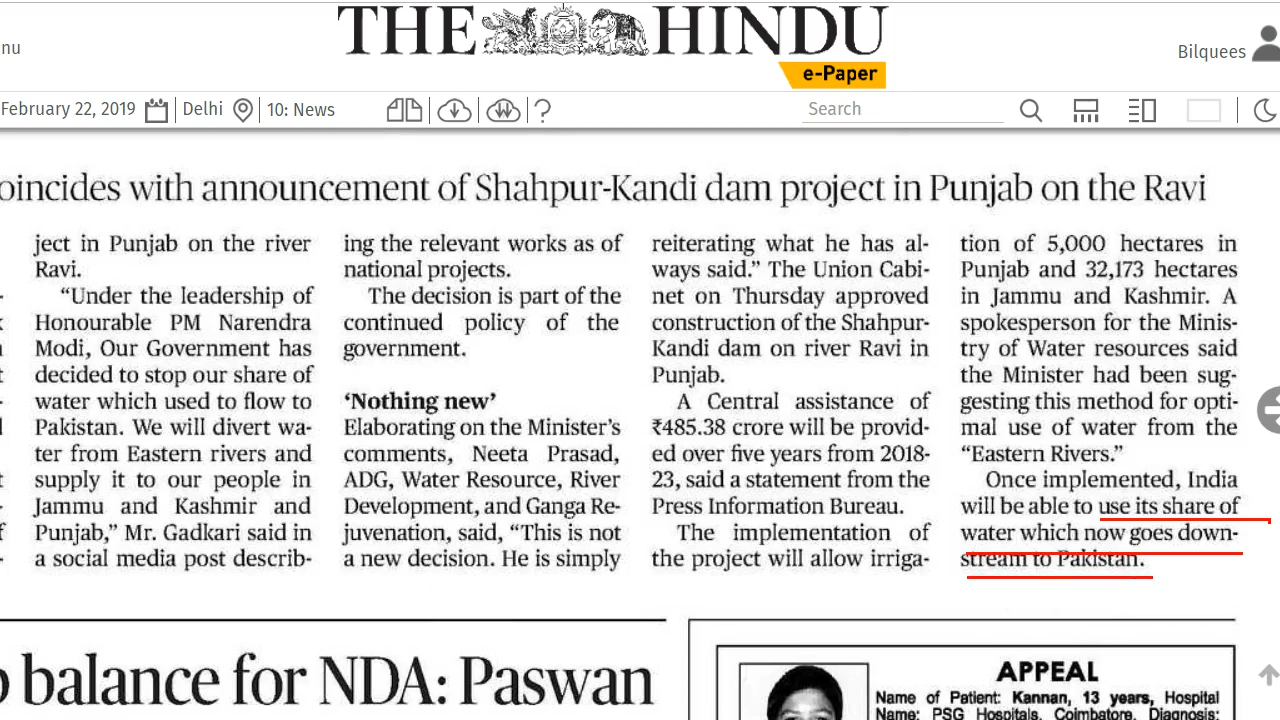 THE HINDU
e-Paper
nu
Bilquees
February 22, 2019
Delhi
10: News
Search
oincides with announcement of Shahpur-Kandi dam project in Punjab on the Ravi
ject in Punjab on the river
Ravi.
“Under the leadership of
Honourable PM Narendra
Modi, Our Government has
decided to stop our share of
water which used to flow to
Pakistan. We will divert wa-
ter from Eastern rivers and
supply it to our people in
Jammu and Kashmir and
Punjab,” Mr. Gadkari said in
a social media post describ-
ing the relevant works as of
national projects.
The decision is part of the
continued policy of the
government.
‘Nothing new’
Elaborating on the Minister’s
comments, Neeta Prasad,
ADG, Water Resource, River
Development, and Ganga Re-
juvenation, said, “This is not
a new decision. He is simply
reiterating what he has al-
ways said.” The Union Cabi-
net on Thursday approved
construction of the Shahpur-
Kandi dam on river Ravi in
Punjab.
A Central assistance of
₹485.38 crore will be provid-
ed over five years from 2018-
23, said a statement from the
Press Information Bureau.
The implementation of
the project will allow irriga-
tion of 5,000 hectares in
Punjab and 32,173 hectares
in Jammu and Kashmir. A
spokesperson for the Minis-
try of Water resources said
the Minister had been sug-
gesting this method for opti-
mal use of water from the
“Eastern Rivers.”
Once implemented, India
will be able to use its share of
water which now goes down-
stream to Pakistan.
balance for NDA: Paswan
APPEAL
Name of Patient: Kannan, 13 years, Hospital
Name: PSG Hospitals, Coimbatore. Diagnosis: